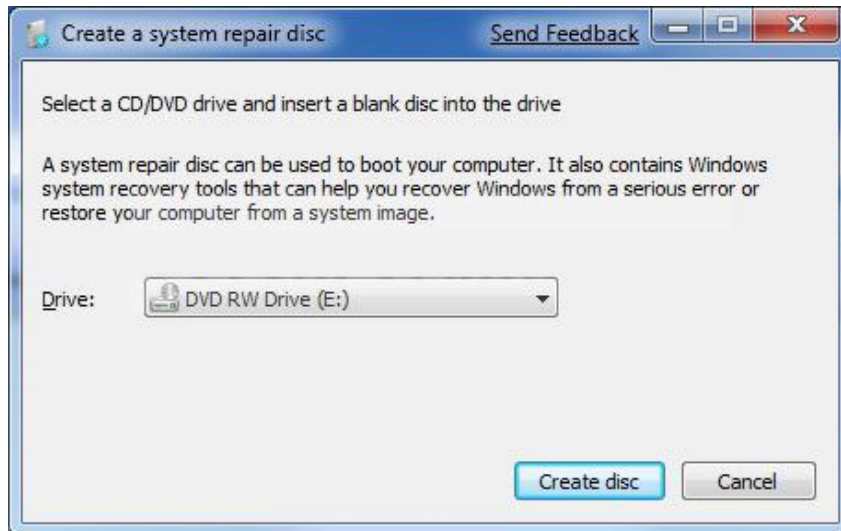 Create a system repair disc Send Feedback
Select a CD/DVD drive and insert a blank disc into the drive
A system repair disc can be used to boot your computer. It also contains Windows
system recovery tools that can help you recover Windows from a serious error or
restore your computer from a system image.
Drive: DVD RW Drive (E:)
Create disc Cancel